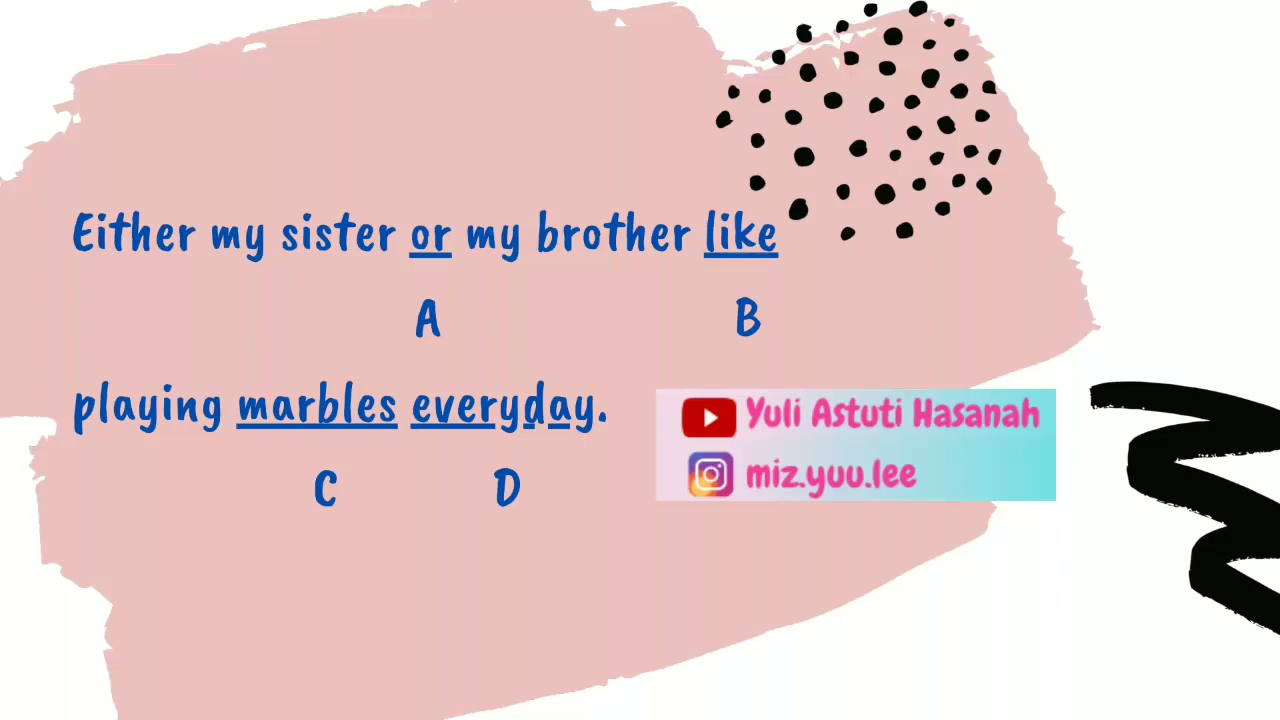 Either my sister or my brother like
A B
playing marbles everyday.
C D
Yuli Astuti Hasanah
miz.yuu.lee